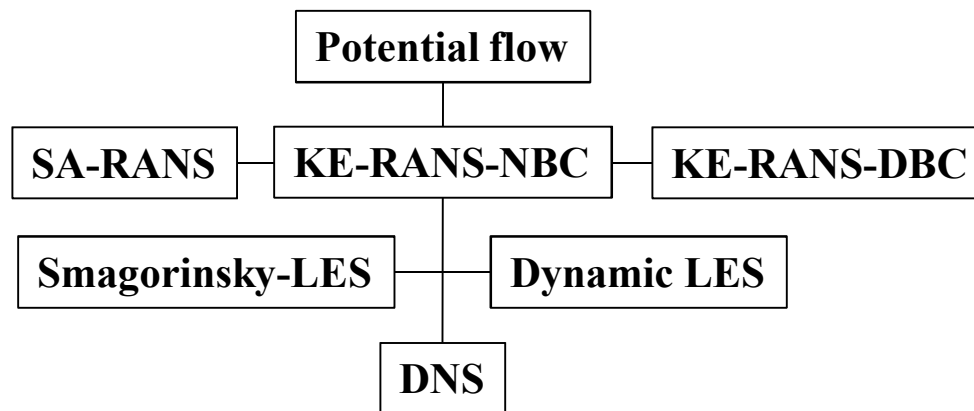 Potential flow
SA-RANS
KE-RANS-NBC
KE-RANS-DBC
Smagorinsky-LES
Dynamic LES
DNS